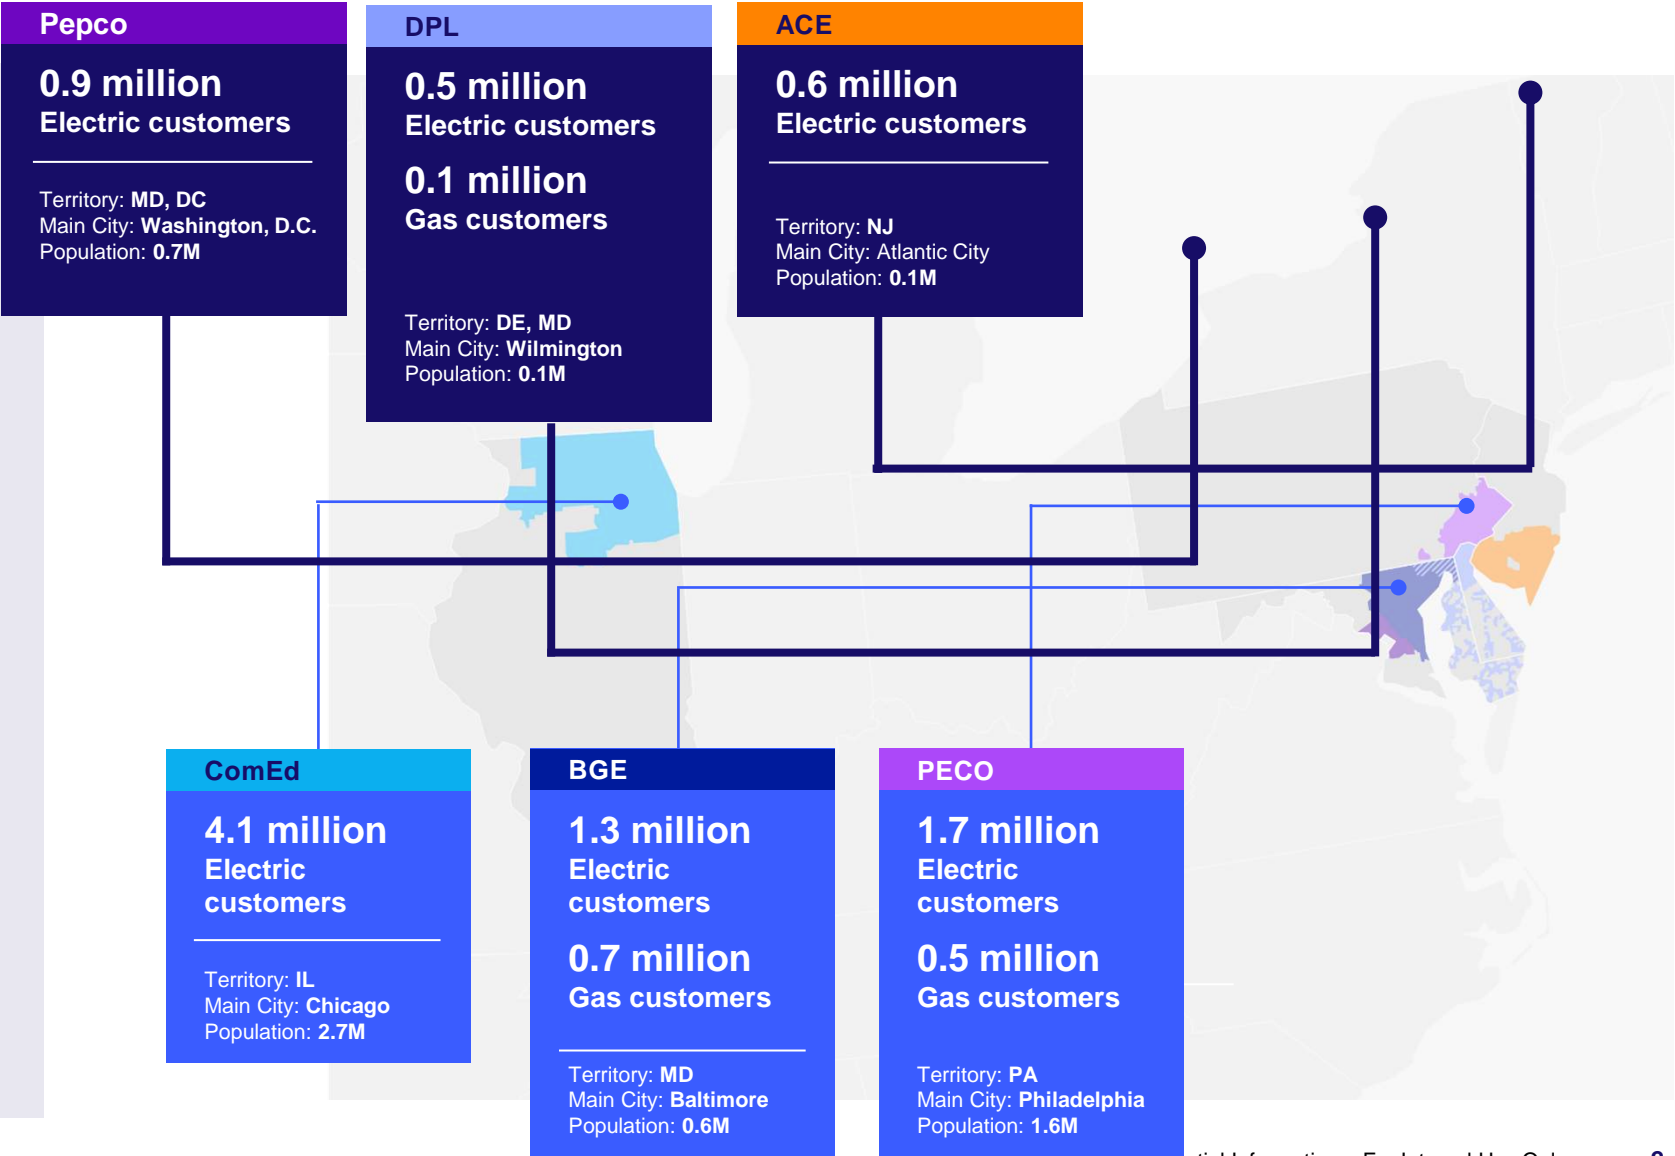 Pepco
0.9 million
Electric customers
Territory: MD, DC
Main City: Washington, D.C.
Population: 0.7M
DPL
0.5 million
Electric customers
0.1 million
Gas customers
Territory: DE, MD
Main City: Wilmington
Population: 0.1M
ACE
0.6 million
Electric customers
Territory: NJ
Main City: Atlantic City
Population: 0.1M
ComEd
4.1 million
Electric
customers
Territory: IL
Main City: Chicago
Population: 2.7M
BGE
1.3 million
Electric
customers
0.7 million
Gas customers
Territory: MD
Main City: Baltimore
Population: 0.6M
PECO
1.7 million
Electric
customers
0.5 million
Gas customers
Territory: PA
Main City: Philadelphia
Population: 1.6M